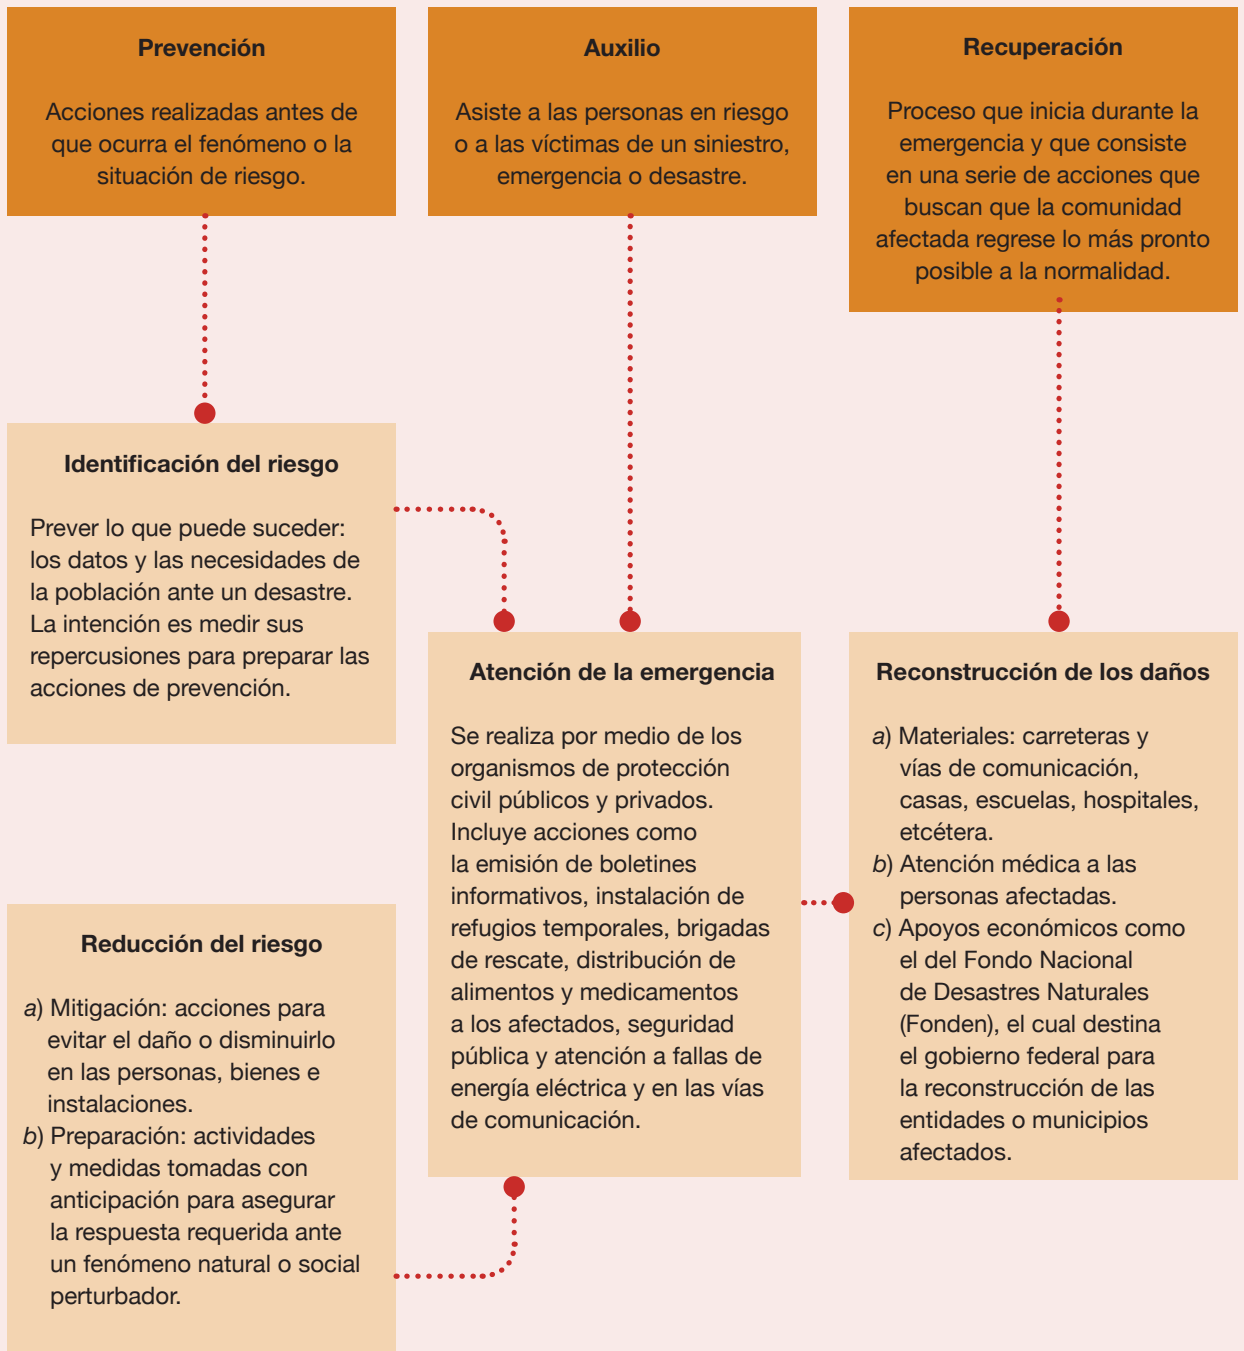 Prevención
Acciones realizadas antes de
que ocurra el fenómeno o la
situación de riesgo.
Auxilio
Asiste a las personas en riesgo
o a las víctimas de un siniestro,
emergencia o desastre.
Recuperación
Proceso que inicia durante la
emergencia y que consiste
en una serie de acciones que
buscan que la comunidad
afectada regrese lo más pronto
posible a la normalidad.
Identificación del riesgo
Prever lo que puede suceder:
los datos y las necesidades de
la población ante un desastre.
La intención es medir sus
repercusiones para preparar las
acciones de prevención.
Reducción del riesgo
a) Mitigación: acciones para
evitar el daño o disminuirlo
en las personas, bienes e
instalaciones.
b) Preparación: actividades
y medidas tomadas con
anticipación para asegurar
la respuesta requerida ante
un fenómeno natural o social
perturbador.
Atención de la emergencia
Se realiza por medio de los
organismos de protección
civil públicos y privados.
Incluye acciones como
la emisión de boletines
informativos, instalación de
refugios temporales, brigadas
de rescate, distribución de
alimentos y medicamentos
a los afectados, seguridad
pública y atención a fallas de
energía eléctrica y en las vías
de comunicación.
Reconstrucción de los daños
a) Materiales: carreteras y
vías de comunicación,
casas, escuelas, hospitales,
etcétera.
b) Atención médica a las
personas afectadas.
c) Apoyos económicos como
el del Fondo Nacional
de Desastres Naturales
(Fonden), el cual destina
el gobierno federal para
la reconstrucción de las
entidades o municipios
afectados.